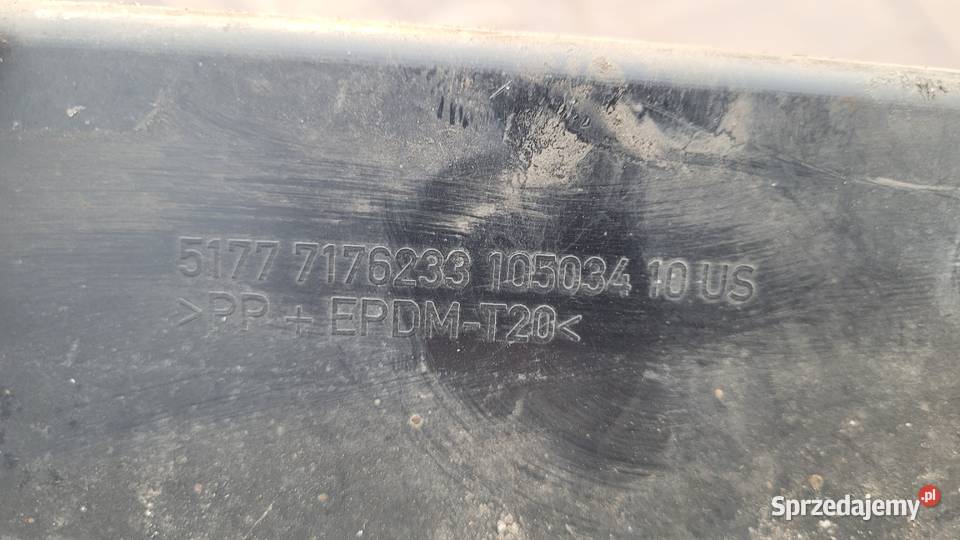 5177 7176233 105034 10 US
>PP + EPDM-T20<
Sprzedajemy.pl